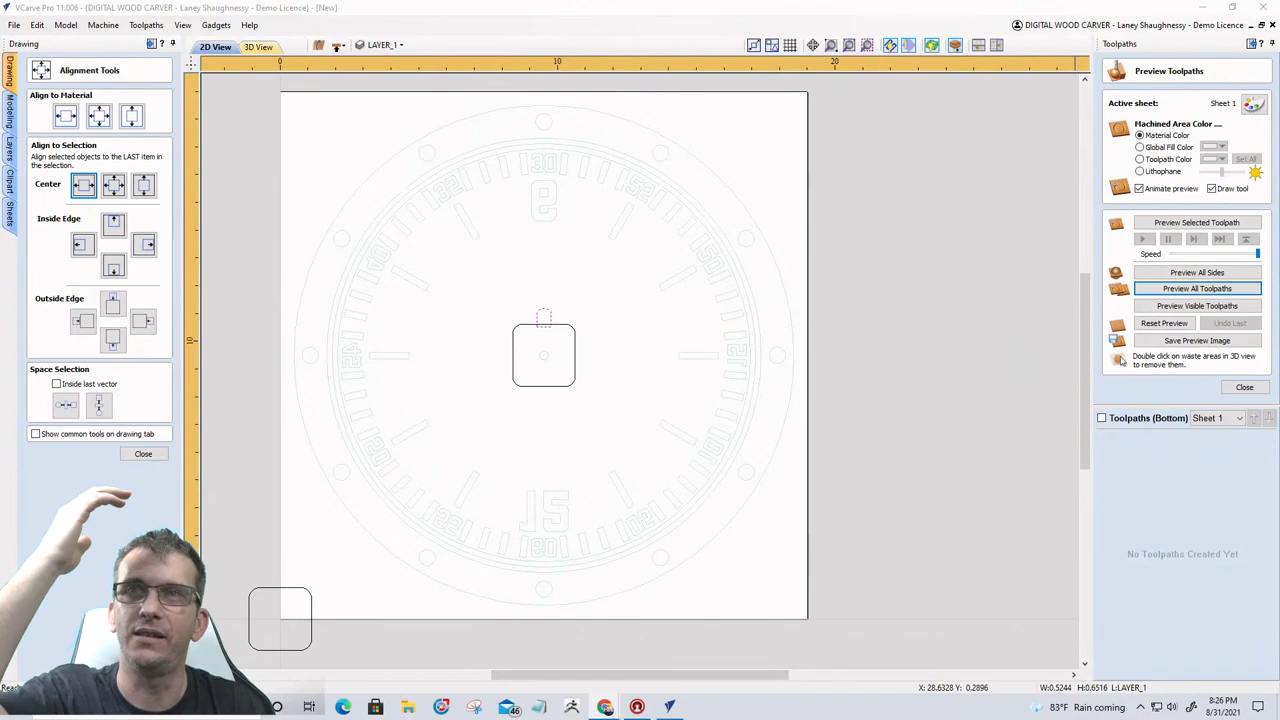 VCarve Pro 11.006 - {DIGITAL WOOD CARVER - Laney Shaughnessy - Demo Licence} - [New]
File Edit Model Machine Toolpaths View Gadgets Help
DIGITAL WOOD CARVER - Laney Shaughnessy - Demo Licence
Drawing
2D View 3D View LAYER_1
Toolpaths
Alignment Tools
Preview Toolpaths
Align to Material
Active sheet: Sheet 1
Machined Area Color ....
Material Color
Global Fill Color
Toolpath Color Set All
Lithophane
Animate preview Draw tool
Preview Selected Toolpath
Speed
Preview All Sides
Preview All Toolpaths
Preview Visible Toolpaths
Reset Preview Undo Last
Save Preview Image
Double click on waste areas in 3D view
to remove them.
Close
Toolpaths (Bottom) Sheet 1
No Toolpaths Created Yet
Align to Selection
Align selected objects to the LAST item in
the selection.
Center
Inside Edge
Outside Edge
Space Selection
Inside last vector
Show common tools on drawing tab
Close
Drawing
Modeling
Layers
Clipart
Sheets
0 10 20
10
X: 28.6328 Y: 0.2896
W:0.5244 H:0.6516 L:LAYER_1
46
83°F Rain coming
8:26 PM
8/31/2021